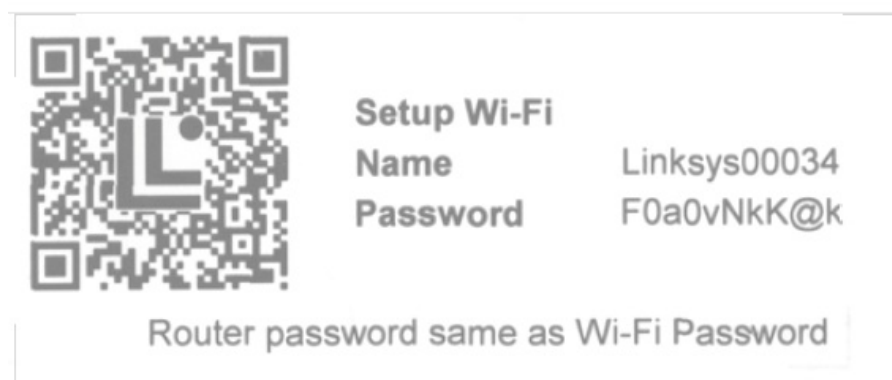 Setup Wi-Fi
Name Linksys00034
Password F0a0vNkK@k
Router password same as Wi-Fi Password